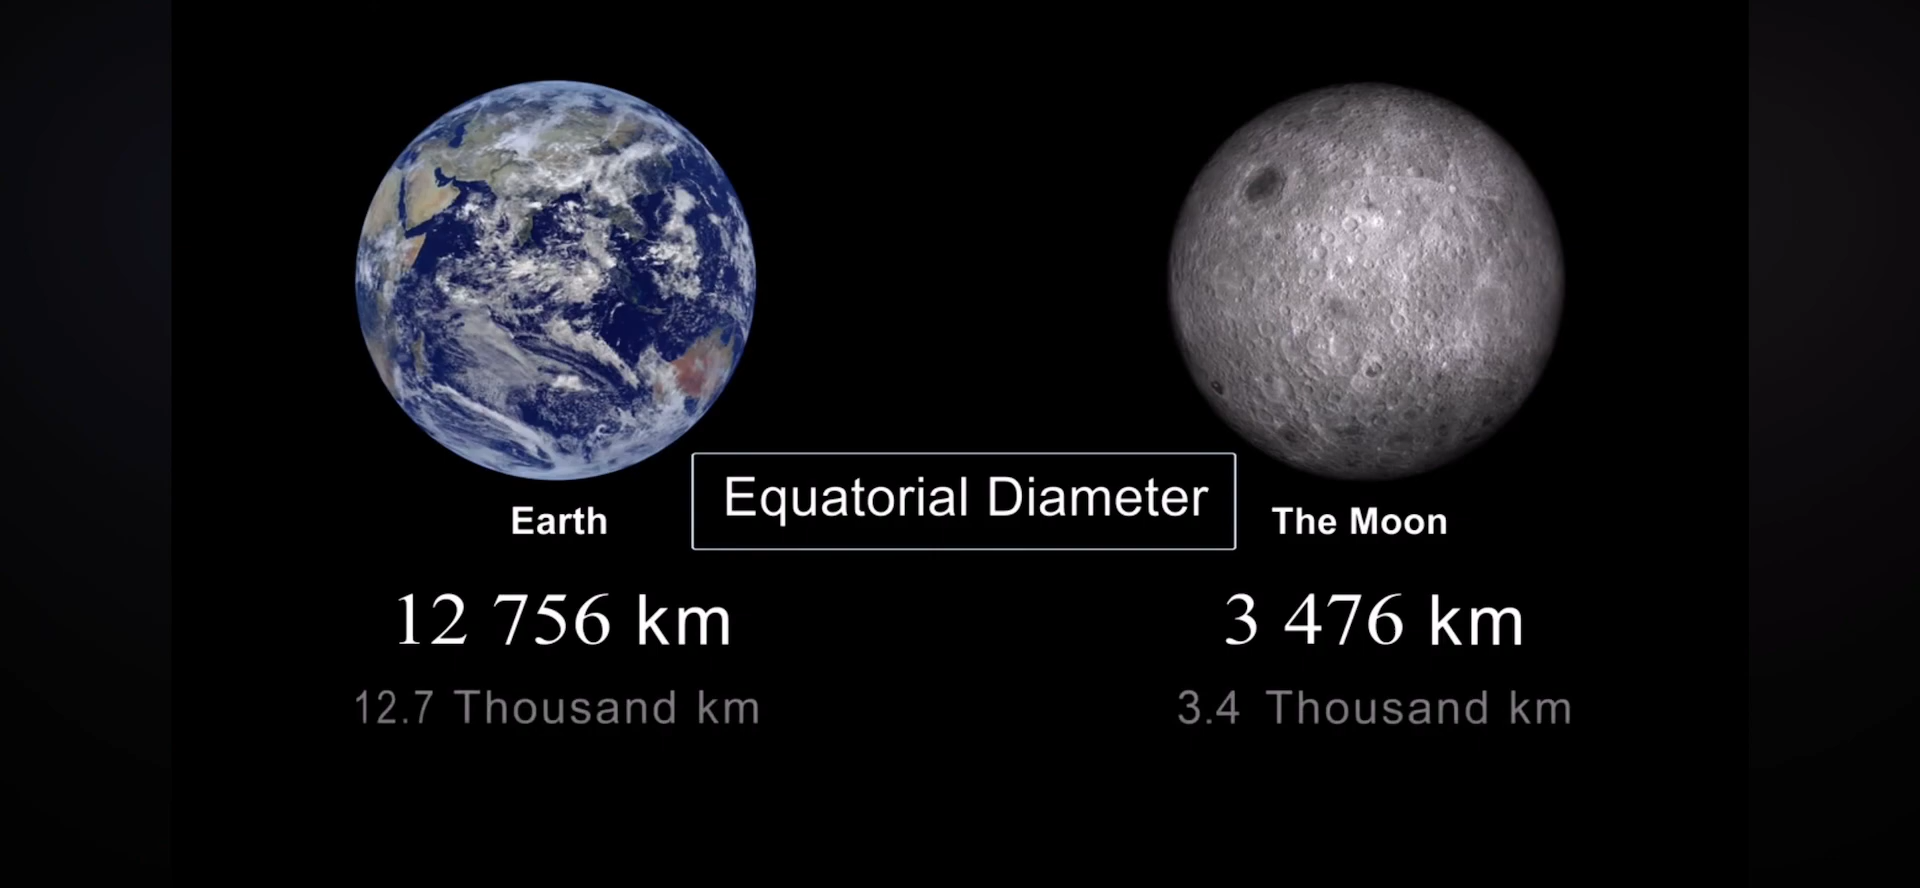 Equatorial Diameter
Earth
The Moon
12 756 km
3 476 km
12.7 Thousand km
3.4 Thousand km